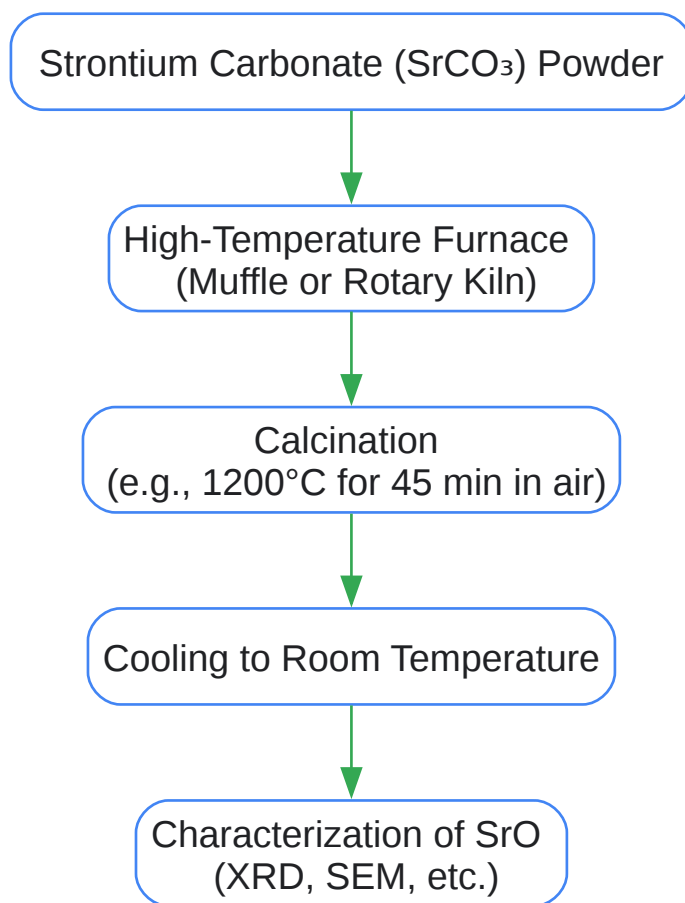 Strontium Carbonate (SrCO₃) Powder
High-Temperature Furnace
(Muffle or Rotary Kiln)
Calcination
(e.g., 1200°C for 45 min in air)
Cooling to Room Temperature
Characterization of SrO
(XRD, SEM, etc.)